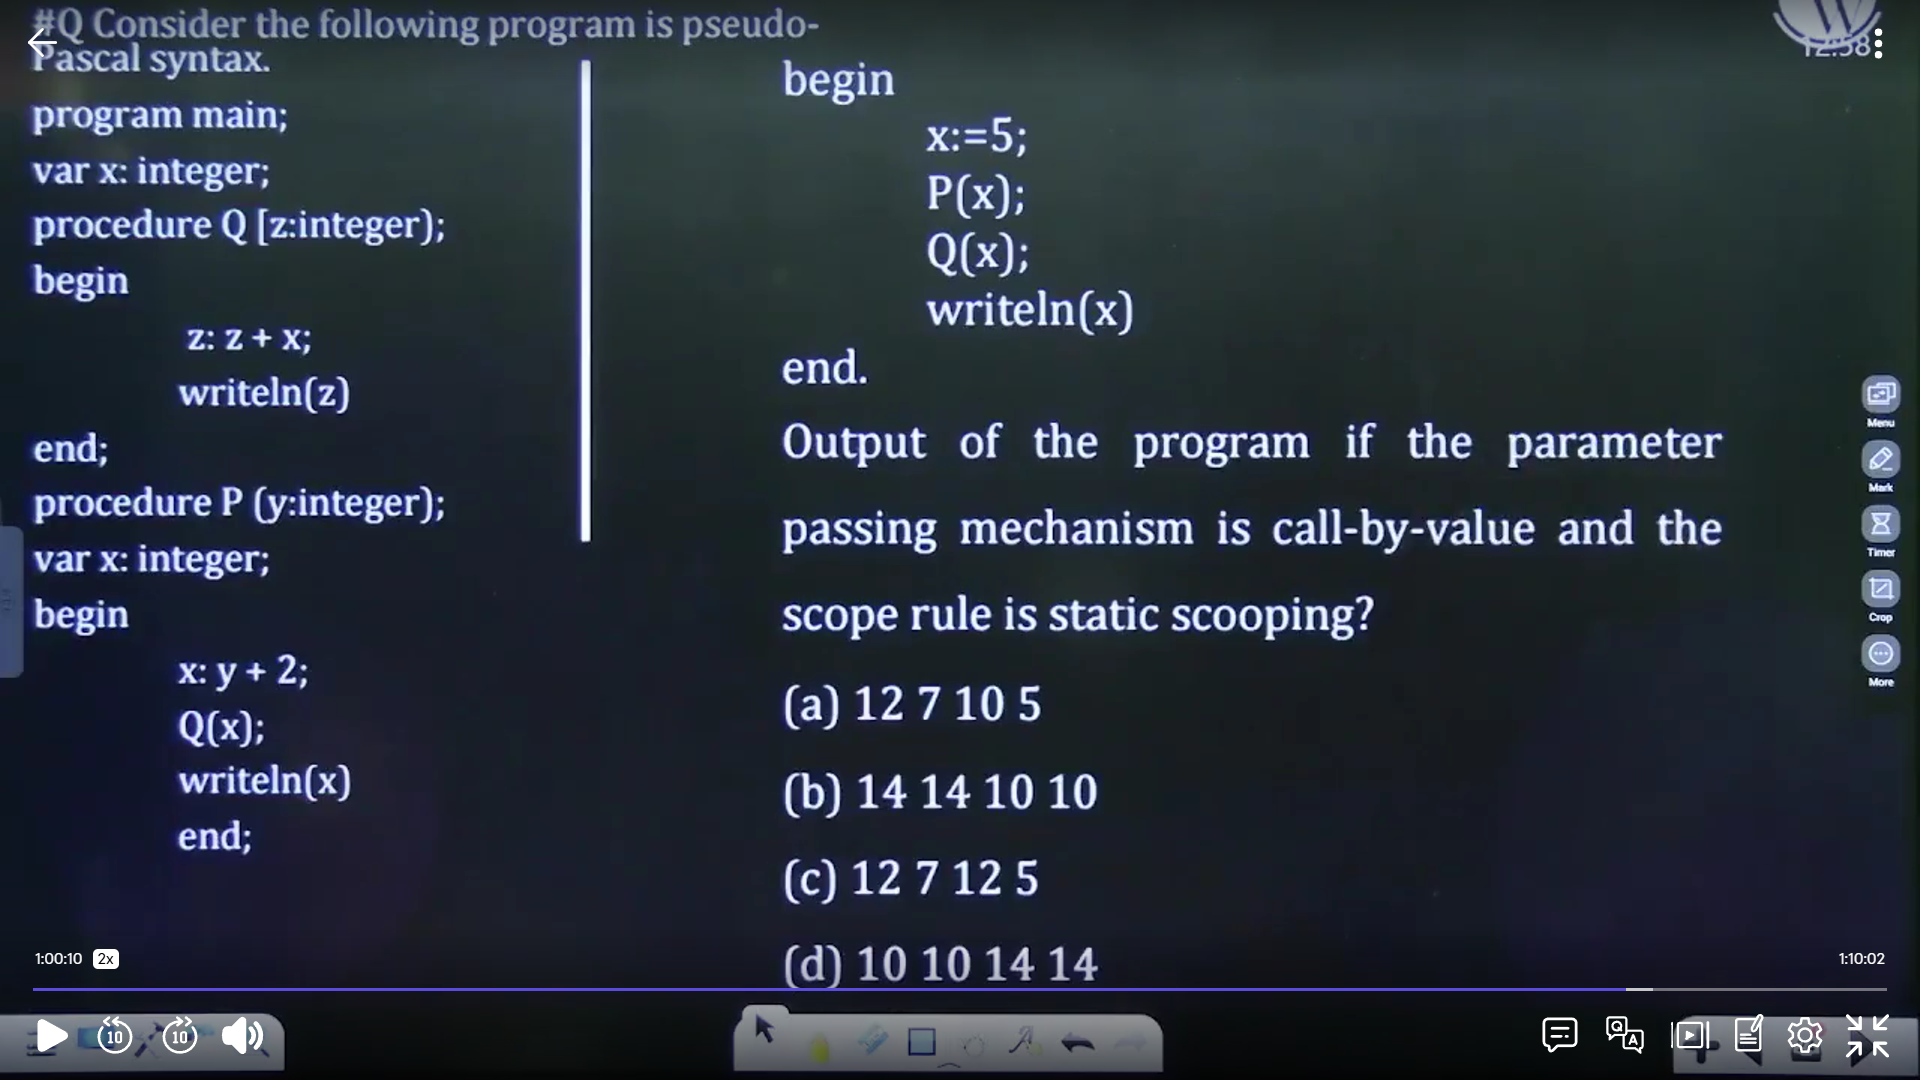 #Q Consider the following program is pseudo-
Pascal syntax.
program main;
var x: integer;
procedure Q [z:integer);
begin
z: z + x;
writeln(z)
end;
procedure P (y:integer);
var x: integer;
begin
x: y + 2;
Q(x);
writeln(x)
end;
begin
x:=5;
P(x);
Q(x);
writeln(x)
end.
Output of the program if the parameter
passing mechanism is call-by-value and the
scope rule is static scooping?
(a) 12 7 10 5
(b) 14 14 10 10
(c) 12 7 12 5
(d) 10 10 14 14
12:58
Menu
Mark
Timer
Crop
More
1:00:10 2x
1:10:02
10 10